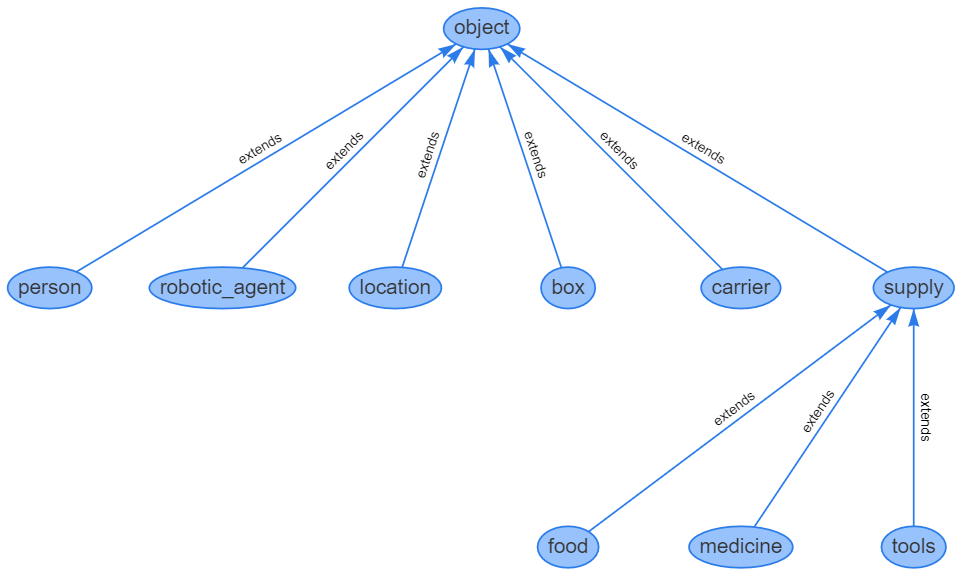 object
extends
extends
extends
extends
extends
extends
person
robotic_agent
location
box
carrier
supply
extends
extends
extends
food
medicine
tools